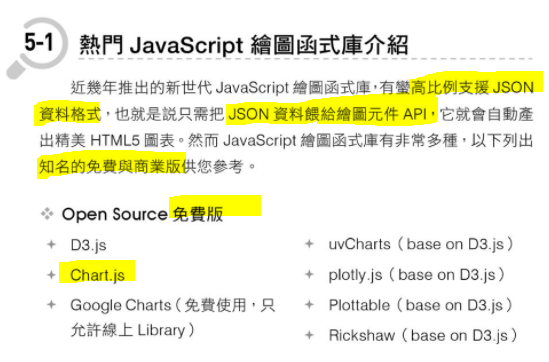 5-1 熱門 JavaScript 繪圖函式庫介紹
近幾年推出的新世代 JavaScript 繪圖函式庫,有蠻高比例支援 JSON
資料格式,也就是説只需把 JSON 資料餵給繪圖元件 API,它就會自動產
出精美 HTML5 圖表。然而 JavaScript 繪圖函式庫有非常多種,以下列出
知名的免費與商業版供您參考。
❖ Open Source 免費版
+ D3.js
+ Chart.js
+ Google Charts(免費使用,只
允許線上 Library)
+ uvCharts(base on D3.js)
+ plotly.js(base on D3.js)
+ Plottable(base on D3.js)
+ Rickshaw(base on D3.js)